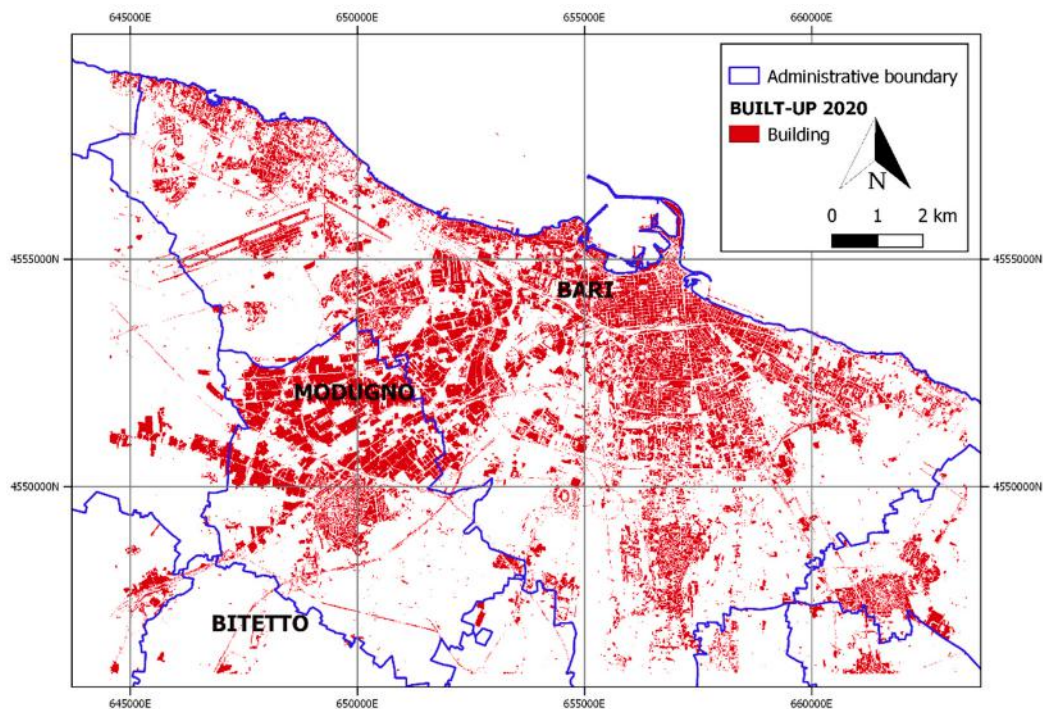 645000E 650000E 655000E 660000E
Administrative boundary
BUILT-UP 2020
Building
N
0 1 2 km
4555000N 4555000N
BARI
MODUGNO
4550000N 4550000N
BITETTO
645000E 650000E 655000E 660000E